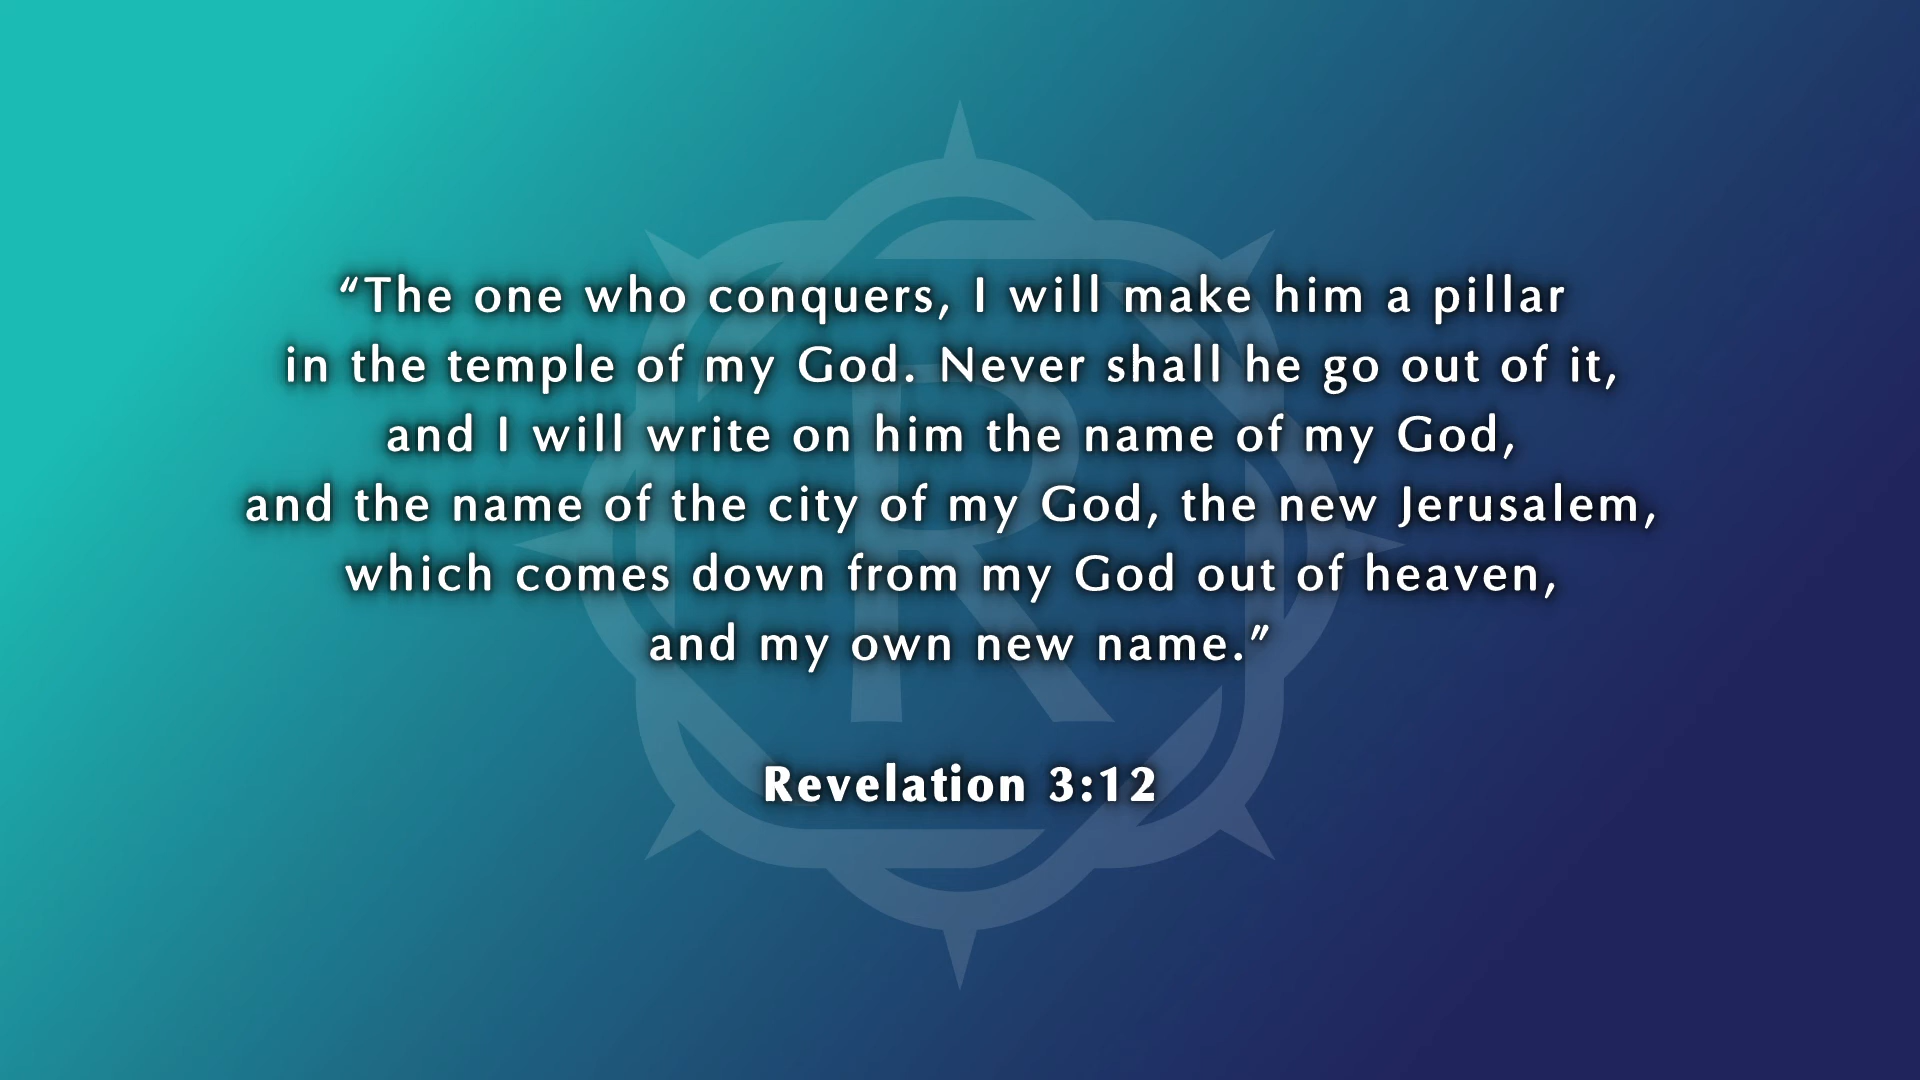 “The one who conquers, I will make him a pillar
in the temple of my God. Never shall he go out of it,
and I will write on him the name of my God,
and the name of the city of my God, the new Jerusalem,
which comes down from my God out of heaven,
and my own new name.”
Revelation 3:12
R